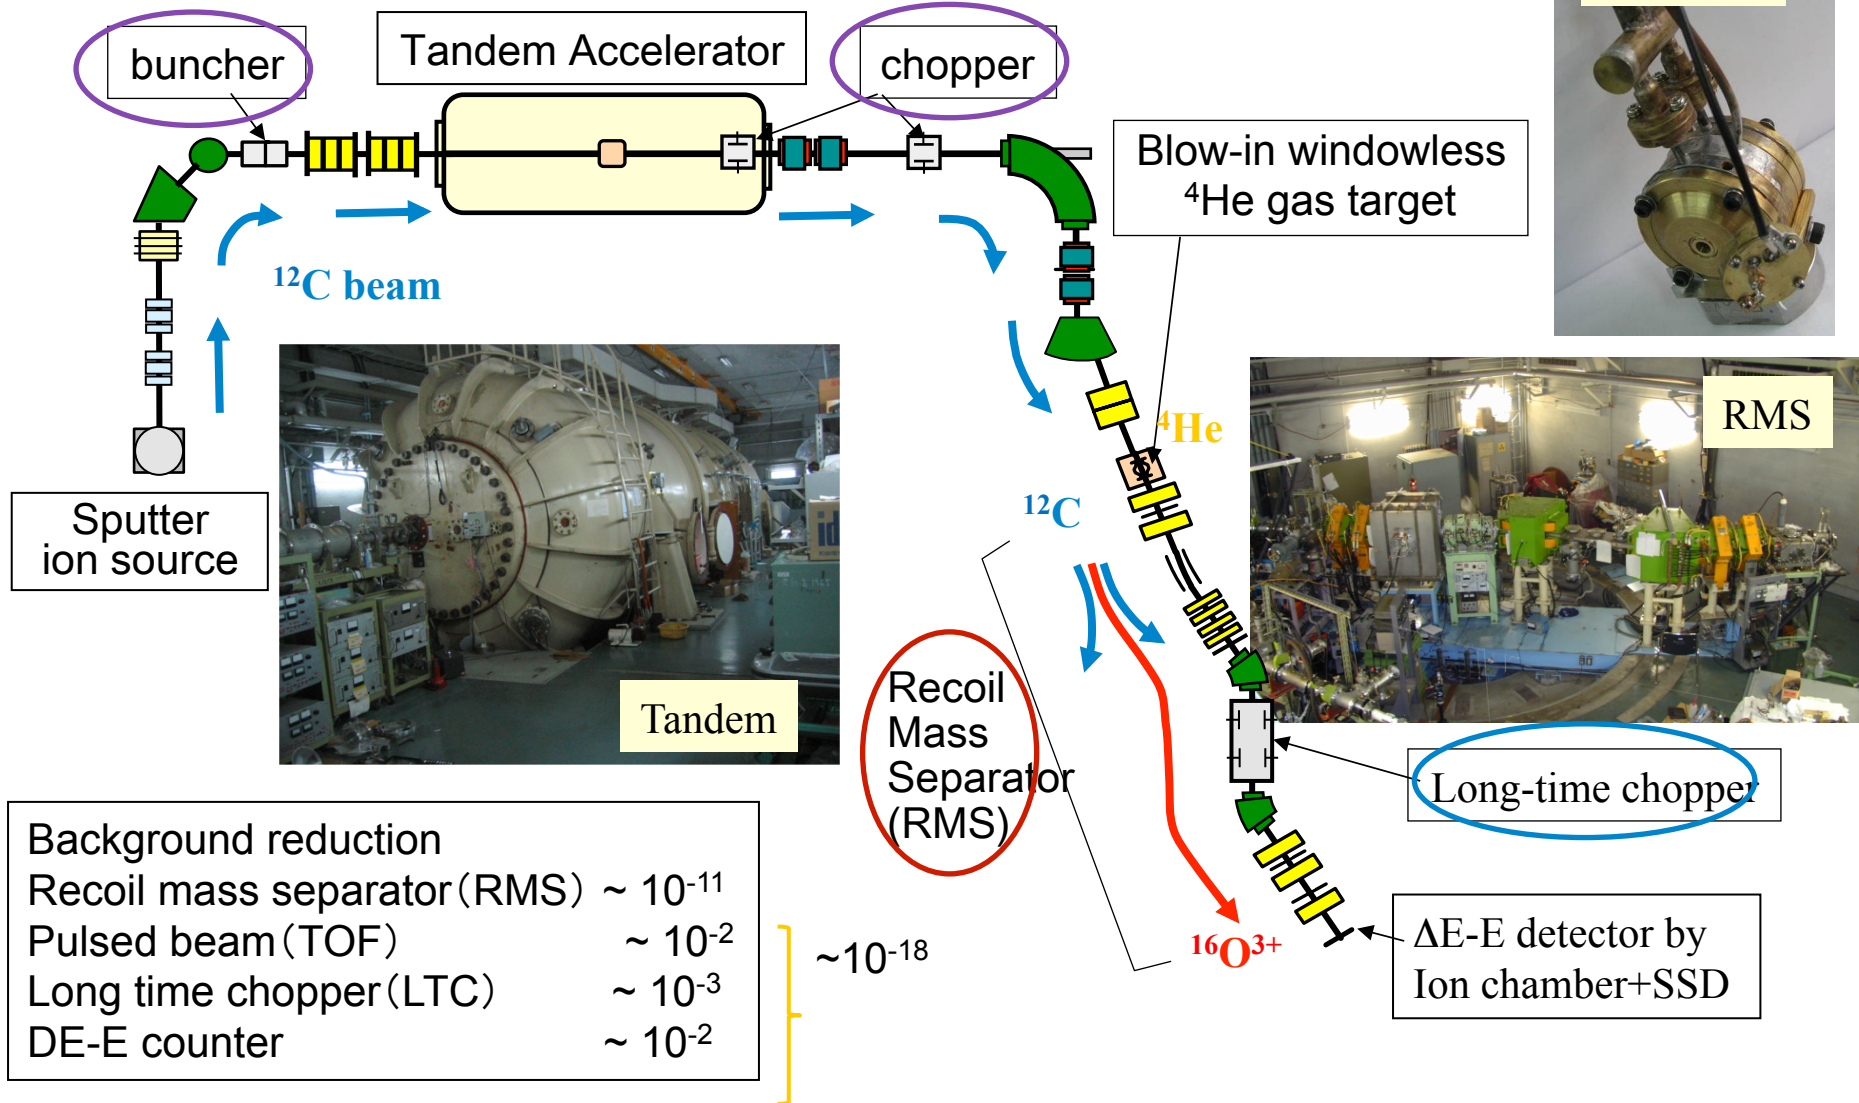 buncher
Tandem Accelerator
chopper
Blow-in windowless
⁴He gas target
¹²C beam
⁴He
¹²C
RMS
Sputter
ion source
Tandem
Recoil
Mass
Separator
(RMS)
Long-time chopper
¹⁶O³⁺
ΔE-E detector by
Ion chamber+SSD
Background reduction
Recoil mass separator（RMS） ~ 10⁻¹¹
Pulsed beam（TOF） ~ 10⁻²
Long time chopper（LTC） ~ 10⁻³
DE-E counter ~ 10⁻²
~10⁻¹⁸